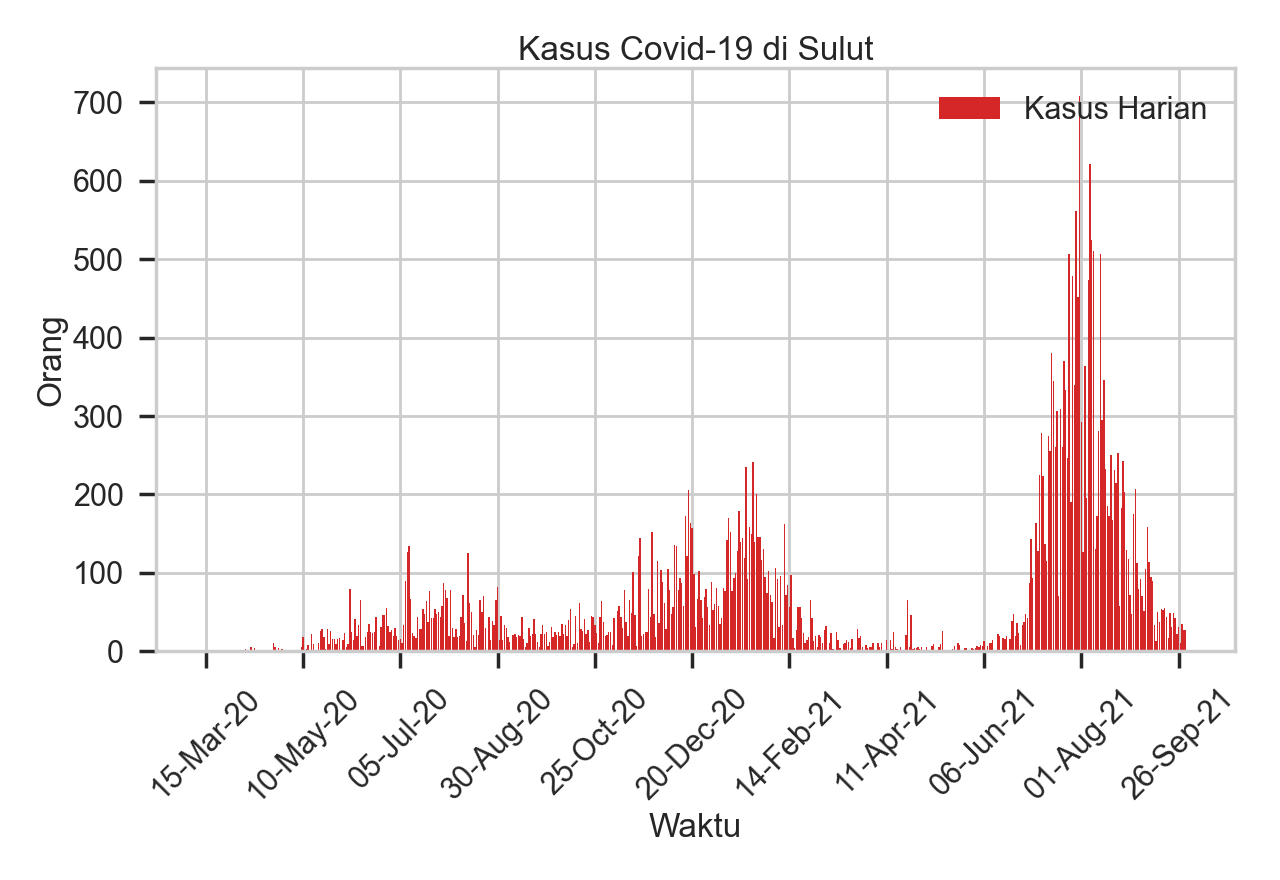 Kasus Covid-19 di Sulut
Kasus Harian
700
600
500
400
300
200
100
0
Orang
15-Mar-20
10-May-20
05-Jul-20
30-Aug-20
25-Oct-20
20-Dec-20
14-Feb-21
11-Apr-21
06-Jun-21
01-Aug-21
26-Sep-21
Waktu